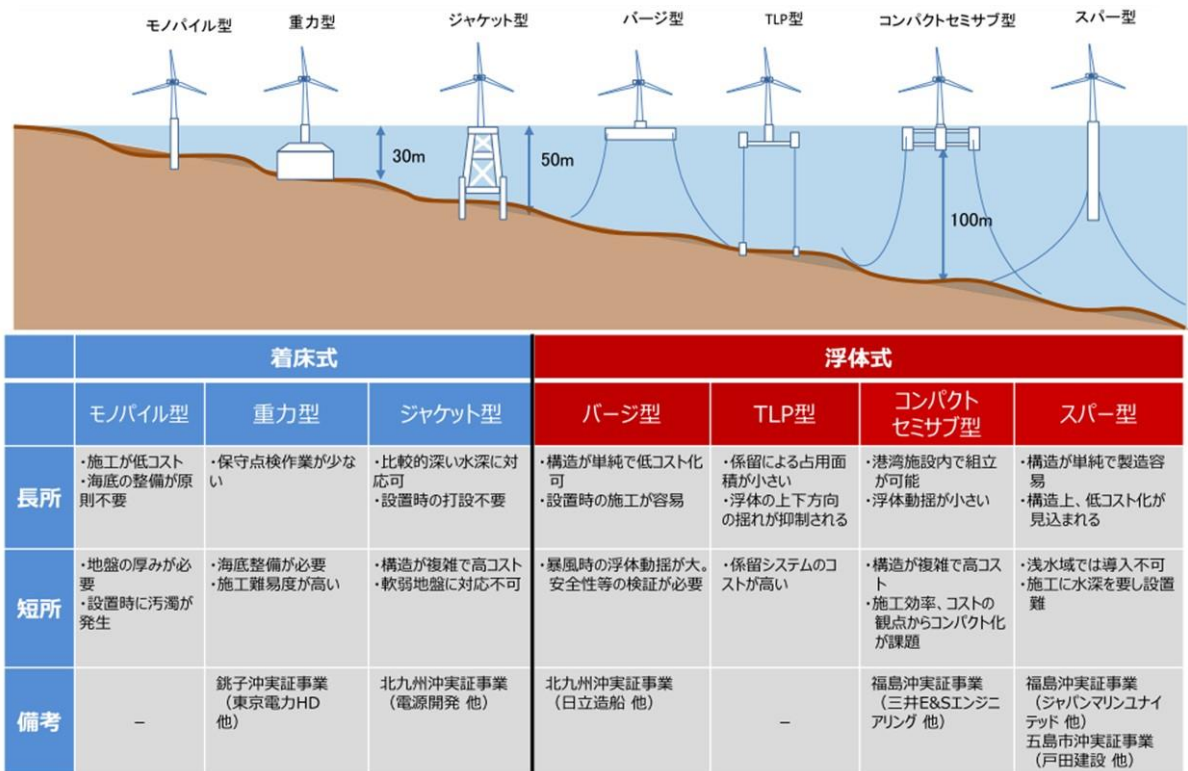 モノパイル型
重力型
ジャケット型
バージ型
TLP型
コンパクトセミサブ型
スパー型
30m
50m
100m
着床式
浮体式
モノパイル型
重力型
ジャケット型
バージ型
TLP型
コンパクト
セミサブ型
スパー型
長所
・施工が低コスト
・海底の整備が原
則不要
・保守点検作業が少な
い
・比較的深い水深に対
応可
・設置時の打設不要
・構造が単純で低コスト化
可
・設置時の施工が容易
・係留による占用面
積が小さい
・浮体の上下方向
の揺れが抑制される
・港湾施設内で組立
が可能
・浮体動揺が小さい
・構造が単純で製造容
易
・構造上、低コスト化が
見込まれる
短所
・地盤の厚みが必
要
・設置時に汚濁が
発生
・海底整備が必要
・施工難易度が高い
・構造が複雑で高コスト
・軟弱地盤に対応不可
・暴風時の浮体動揺が大。
安全性等の検証が必要
・係留システムのコ
ストが高い
・構造が複雑で高コス
ト
・施工効率、コストの
観点からコンパクト化
が課題
・浅水域では導入不可
・施工に水深を要し設置
難
備考
–
銚子沖実証事業
（東京電力HD
他）
北九州沖実証事業
（電源開発 他）
北九州沖実証事業
（日立造船 他）
–
福島沖実証事業
（三井E&Sエンジニ
アリング 他）
福島沖実証事業
（ジャパンマリンユナイ
テッド 他）
五島市沖実証事業
（戸田建設 他）